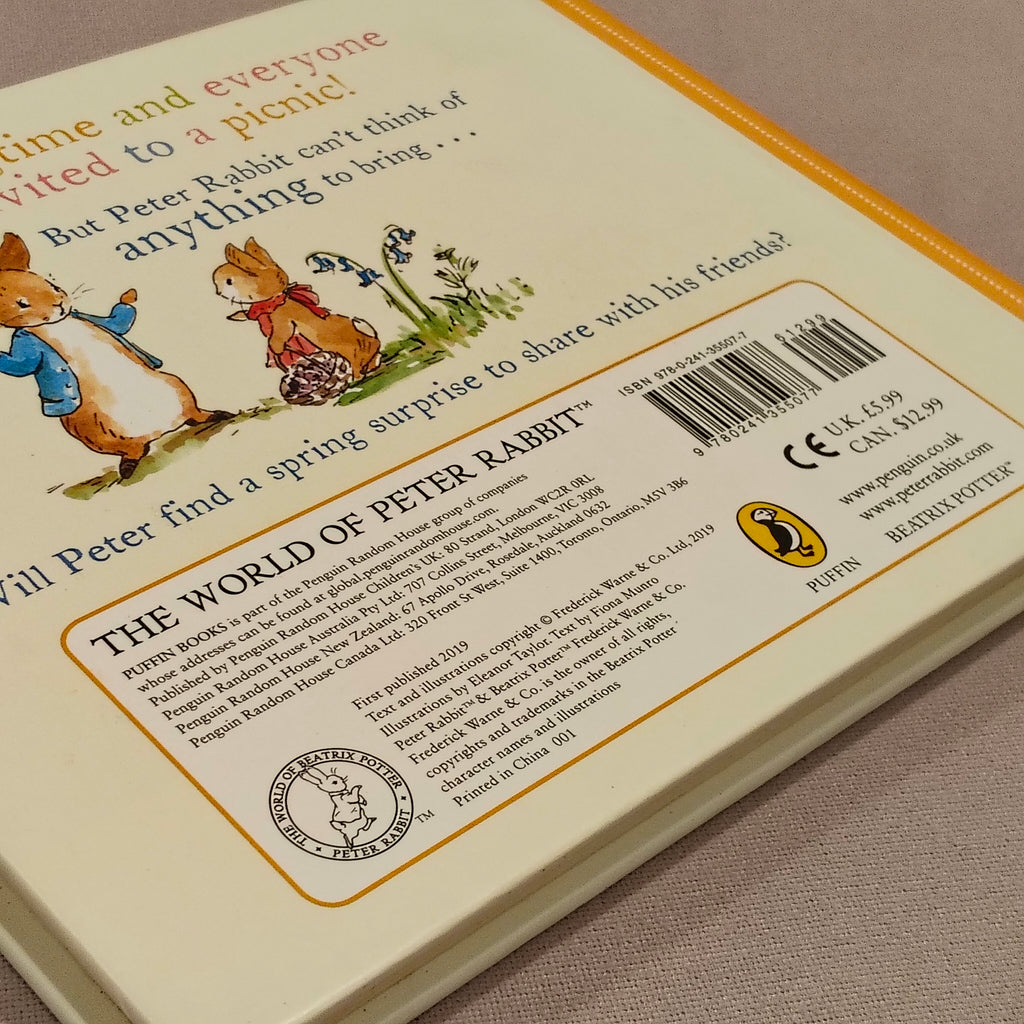 time and everyone
vited to a picnic!
But Peter Rabbit can't think of
anything to bring . . .
Will Peter find a spring surprise to share with his friends?
THE WORLD OF PETER RABBIT™
PUFFIN BOOKS is part of the Penguin Random House group of companies
whose addresses can be found at global.penguinrandomhouse.com.
Published by Penguin Random House Children's UK: 80 Strand, London WC2R 0RL
Penguin Random House Australia Pty Ltd: 707 Collins Street, Melbourne, VIC 3008
Penguin Random House New Zealand: 67 Apollo Drive, Rosedale, Auckland 0632
Penguin Random House Canada Ltd: 320 Front St West, Suite 1400, Toronto, Ontario, M5V 3B6
First published 2019
Text and illustrations copyright © Frederick Warne & Co. Ltd, 2019
Illustrations by Eleanor Taylor. Text by Fiona Munro
Peter Rabbit™ & Beatrix Potter™ Frederick Warne & Co.
Frederick Warne & Co. is the owner of all rights,
copyrights and trademarks in the Beatrix Potter
character names and illustrations
Printed in China 001
THE WORLD OF BEATRIX POTTER
PETER RABBIT ™
ISBN 978-0-241-35507-7
51299
9 780241 355077
CE UK. £5.99
CAN. $12.99
www.penguin.co.uk
www.peterrabbit.com
BEATRIX POTTER™
PUFFIN